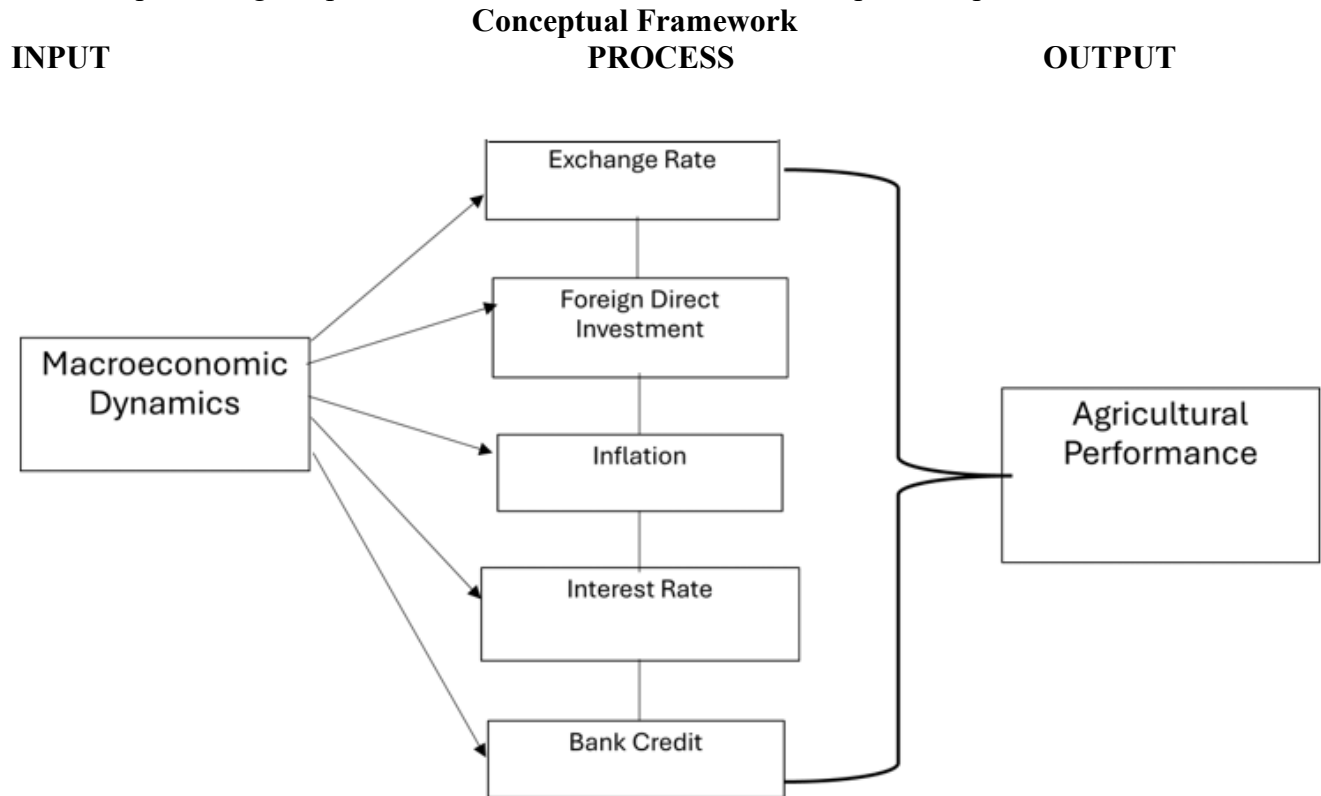 Conceptual Framework
INPUT PROCESS OUTPUT
Exchange Rate
Foreign Direct
Investment
Macroeconomic
Dynamics
Inflation
Agricultural
Performance
Interest Rate
Bank Credit